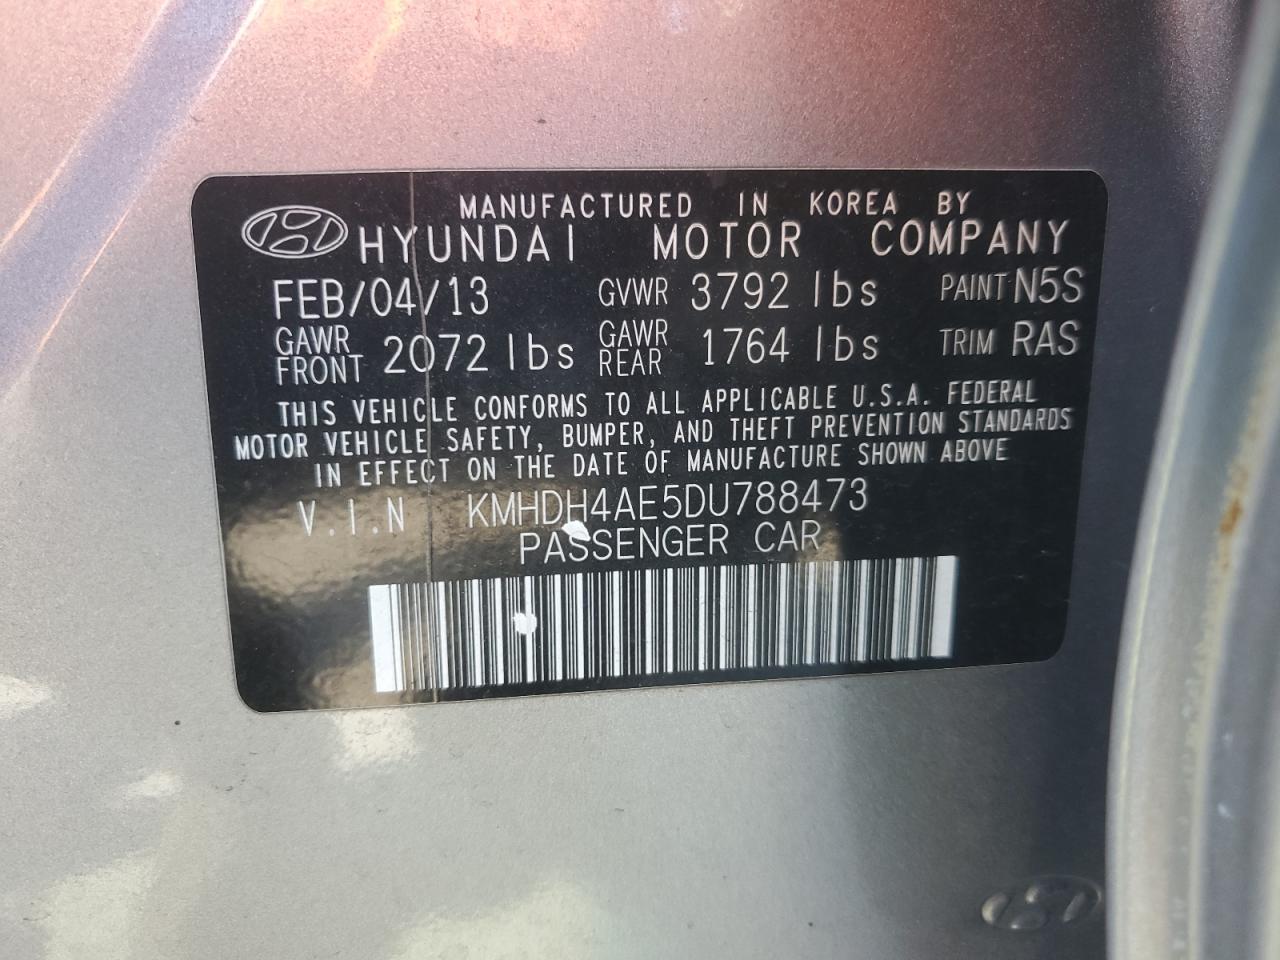 MANUFACTURED IN KOREA BY
HYUNDAI MOTOR COMPANY
FEB/04/13 GVWR 3792 lbs PAINT N5S
GAWR FRONT 2072 lbs GAWR REAR 1764 lbs TRIM RAS
THIS VEHICLE CONFORMS TO ALL APPLICABLE U.S.A. FEDERAL
MOTOR VEHICLE SAFETY, BUMPER, AND THEFT PREVENTION STANDARDS
IN EFFECT ON THE DATE OF MANUFACTURE SHOWN ABOVE
V.I.N KMHDH4AE5DU788473
PASSENGER CAR